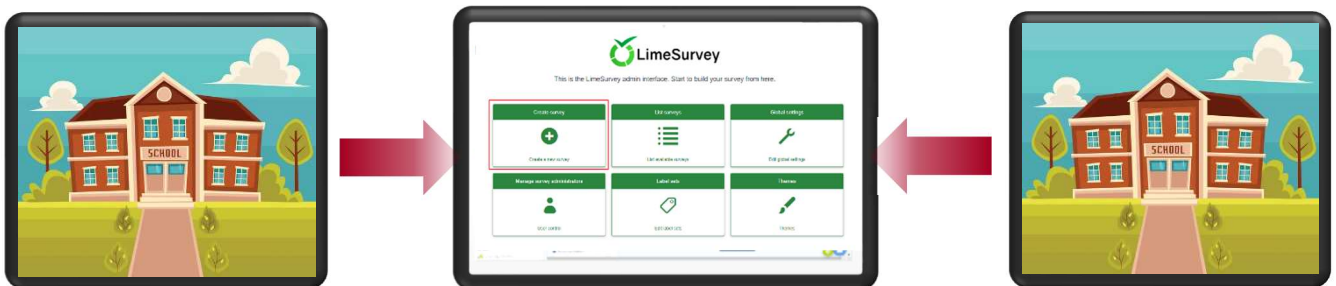 SCHOOL
LimeSurvey
This is the LimeSurvey admin interface. Start to build your survey from here.
Create survey
List surveys
Global settings
Create a new survey
List available surveys
Edit global settings
Manage survey administrators
Label sets
Themes
SCHOOL